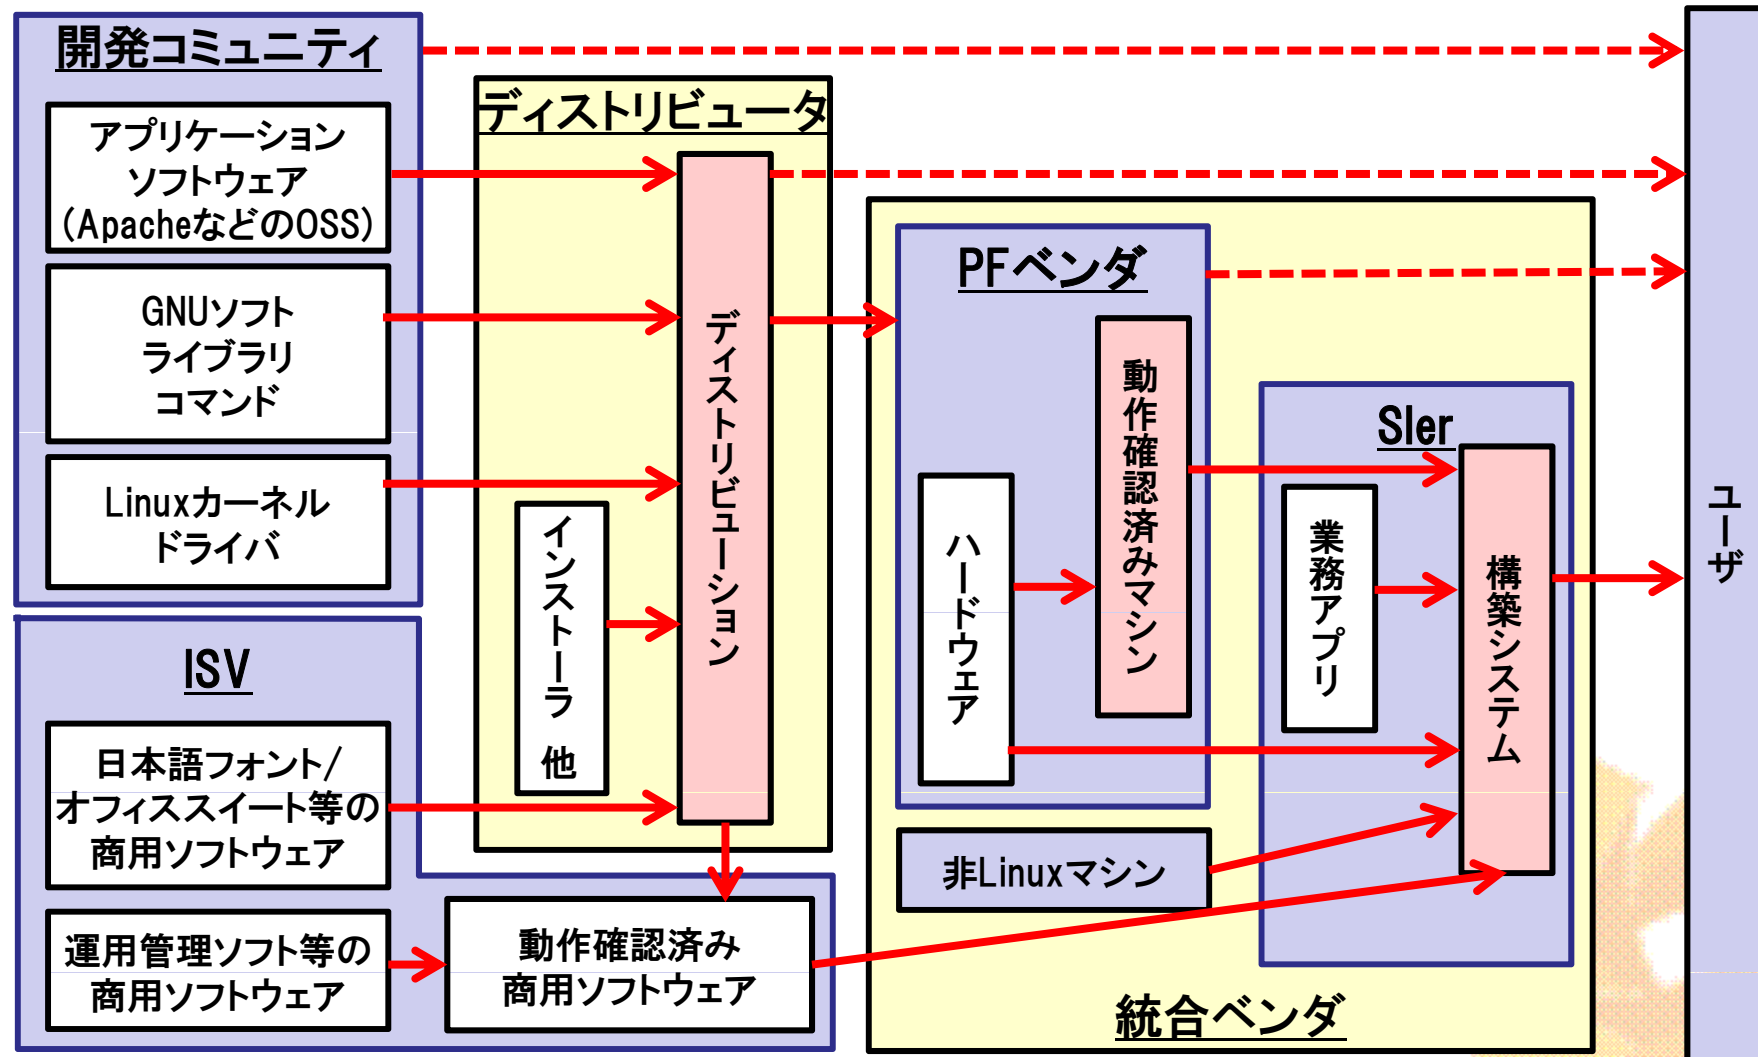 開発コミュニティ
アプリケーション
ソフトウェア
(ApacheなどのOSS)
GNUソフト
ライブラリ
コマンド
Linuxカーネル
ドライバ
ISV
日本語フォント/
オフィススイート等の
商用ソフトウェア
運用管理ソフト等の
商用ソフトウェア
動作確認済み
商用ソフトウェア
ディストリビュータ
インストーラ 他
ディストリビューション
PFベンダ
ハードウェア
動作確認済みマシン
非Linuxマシン
SIer
業務アプリ
構築システム
統合ベンダ
ユーザ